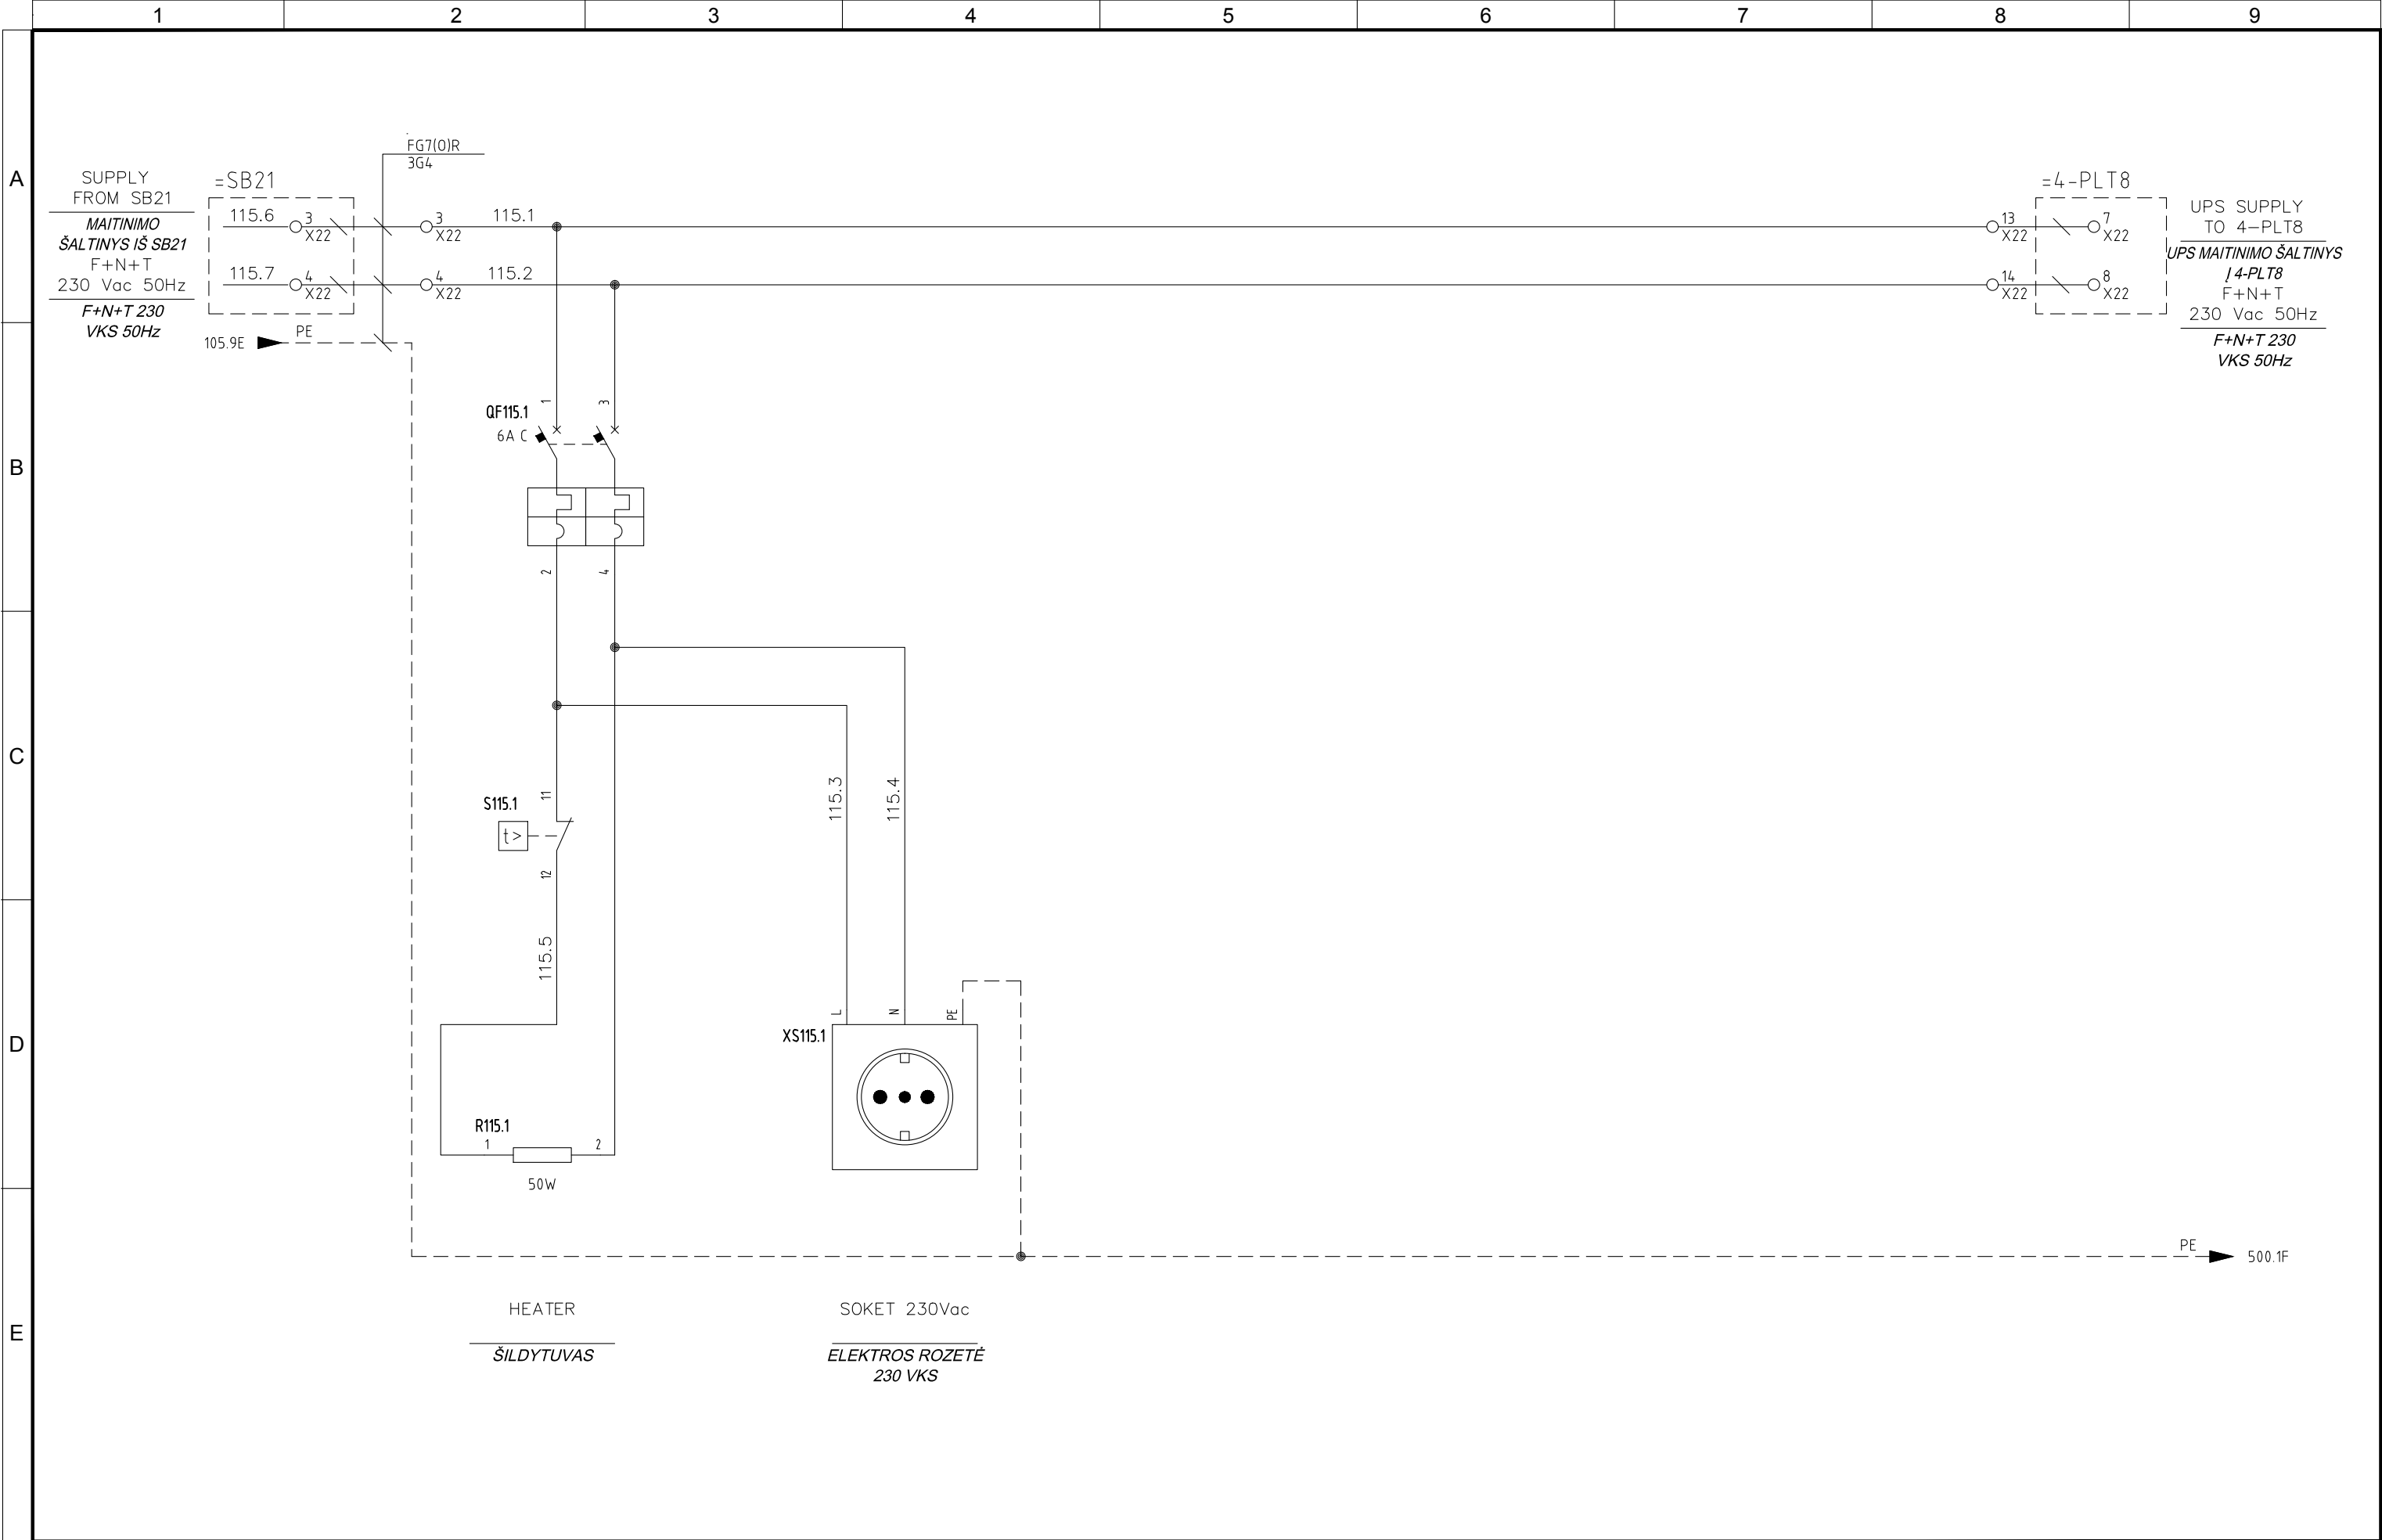 1 2 3 4 5 6 7 8 9
A
B
C
D
E
FG7(O)R
3G4
SUPPLY
FROM SB21
MAITINIMO
ŠALTINYS IŠ SB21
F+N+T
230 Vac 50Hz
F+N+T 230
VKS 50Hz
=SB21
115.6
3
X22
3
X22
115.1
115.7
4
X22
4
X22
115.2
105.9E
PE
=4-PLT8
13
X22
7
X22
14
X22
8
X22
UPS SUPPLY
TO 4-PLT8
UPS MAITINIMO ŠALTINYS
Į 4-PLT8
F+N+T
230 Vac 50Hz
F+N+T 230
VKS 50Hz
QF115.1
6A C
1
3
2
4
S115.1
11
t>
12
115.3
115.4
115.5
L
N
PE
XS115.1
R115.1
1
2
50W
PE
500.1F
HEATER
ŠILDYTUVAS
SOKET 230Vac
ELEKTROS ROZETĖ
230 VKS